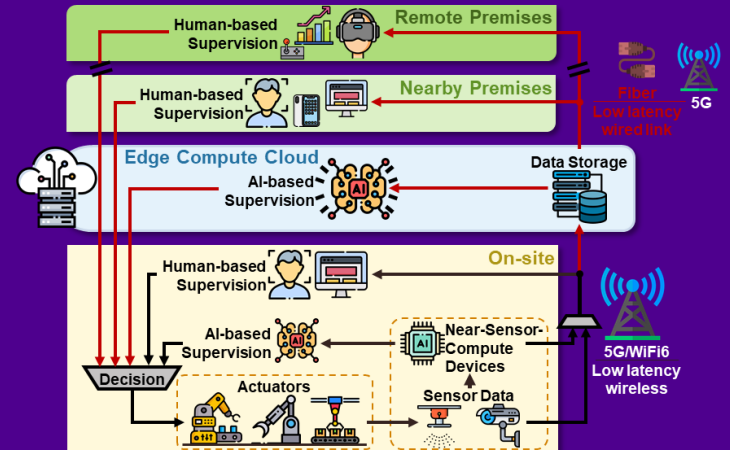 Remote Premises
Human-based
Supervision
Nearby Premises
Human-based
Supervision
Fiber
Low latency
wired link
5G
Edge Compute Cloud
Data Storage
AI-based
Supervision
AI
On-site
Human-based
Supervision
AI-based
Supervision
AI
AI
Near-Sensor-
Compute
Devices
5G/WiFi6
Low latency
wireless
Decision
Actuators
Sensor Data